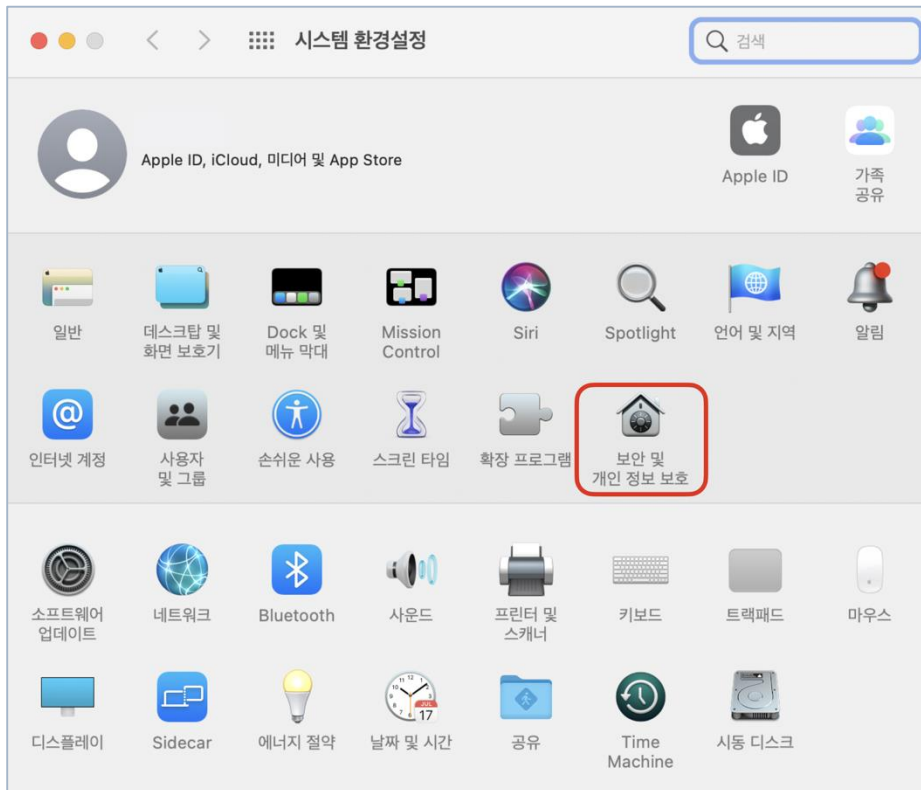 시스템 환경설정
검색
Apple ID, iCloud, 미디어 및 App Store
Apple ID
가족
공유
일반
데스크탑 및
화면 보호기
Dock 및
메뉴 막대
Mission
Control
Siri
Spotlight
언어 및 지역
알림
인터넷 계정
사용자
및 그룹
손쉬운 사용
스크린 타임
확장 프로그램
보안 및
개인 정보 보호
소프트웨어
업데이트
네트워크
Bluetooth
사운드
프린터 및
스캐너
키보드
트랙패드
마우스
디스플레이
Sidecar
에너지 절약
JUL
17
날짜 및 시간
공유
Time
Machine
시동 디스크